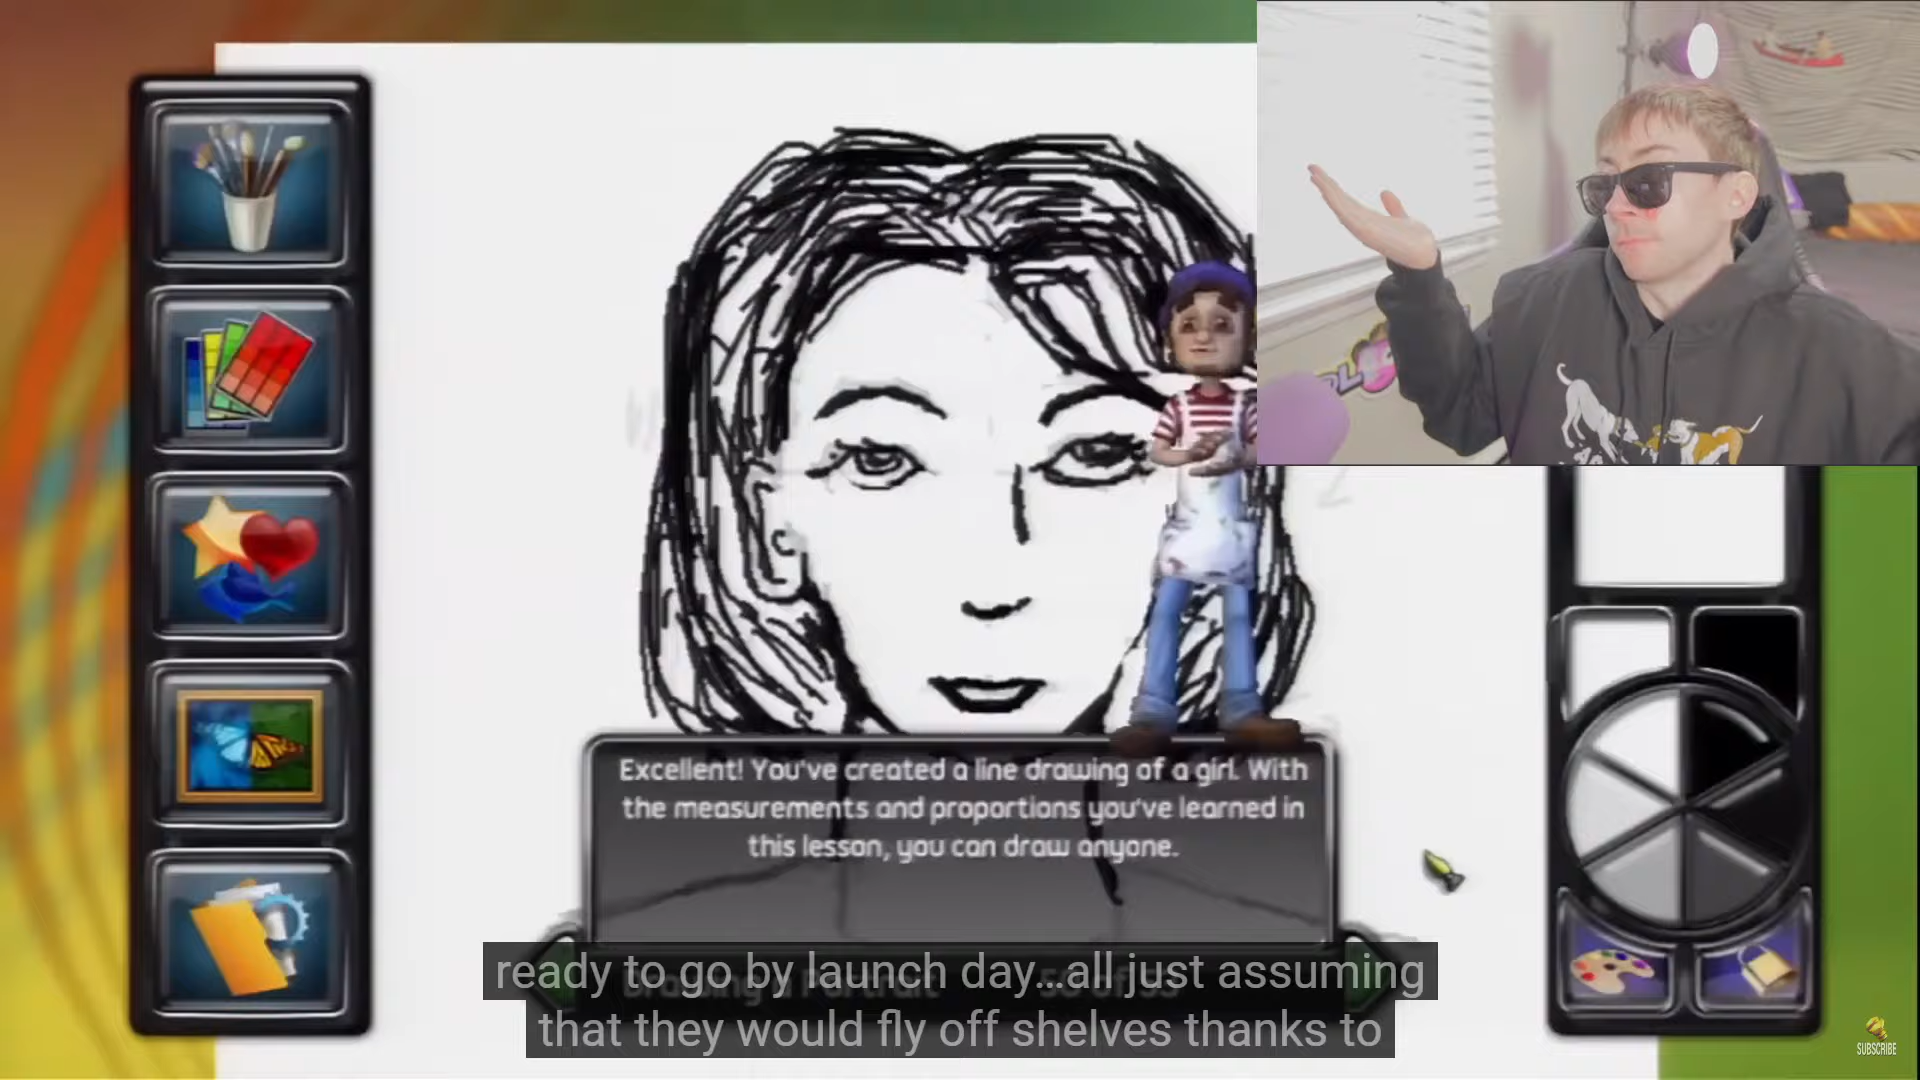 Excellent! You've created a line drawing of a girl. With
the measurements and proportions you've learned in
this lesson, you can draw anyone.
Drawing a Portrait
ready to go by launch day...all just assuming
that they would fly off shelves thanks to
SUBSCRIBE